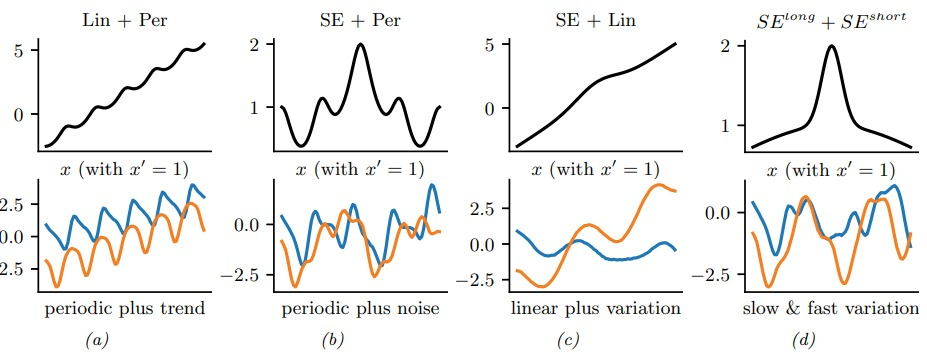 Lin + Per
SE + Per
SE + Lin
SE^long + SE^short
5
0
2
1
5
0
2
1
x (with x′ = 1)
x (with x′ = 1)
x (with x′ = 1)
x (with x′ = 1)
2.5
0.0
2.5
0.0
−2.5
2.5
0.0
−2.5
0.0
−2.5
periodic plus trend
periodic plus noise
linear plus variation
slow & fast variation
(a)
(b)
(c)
(d)